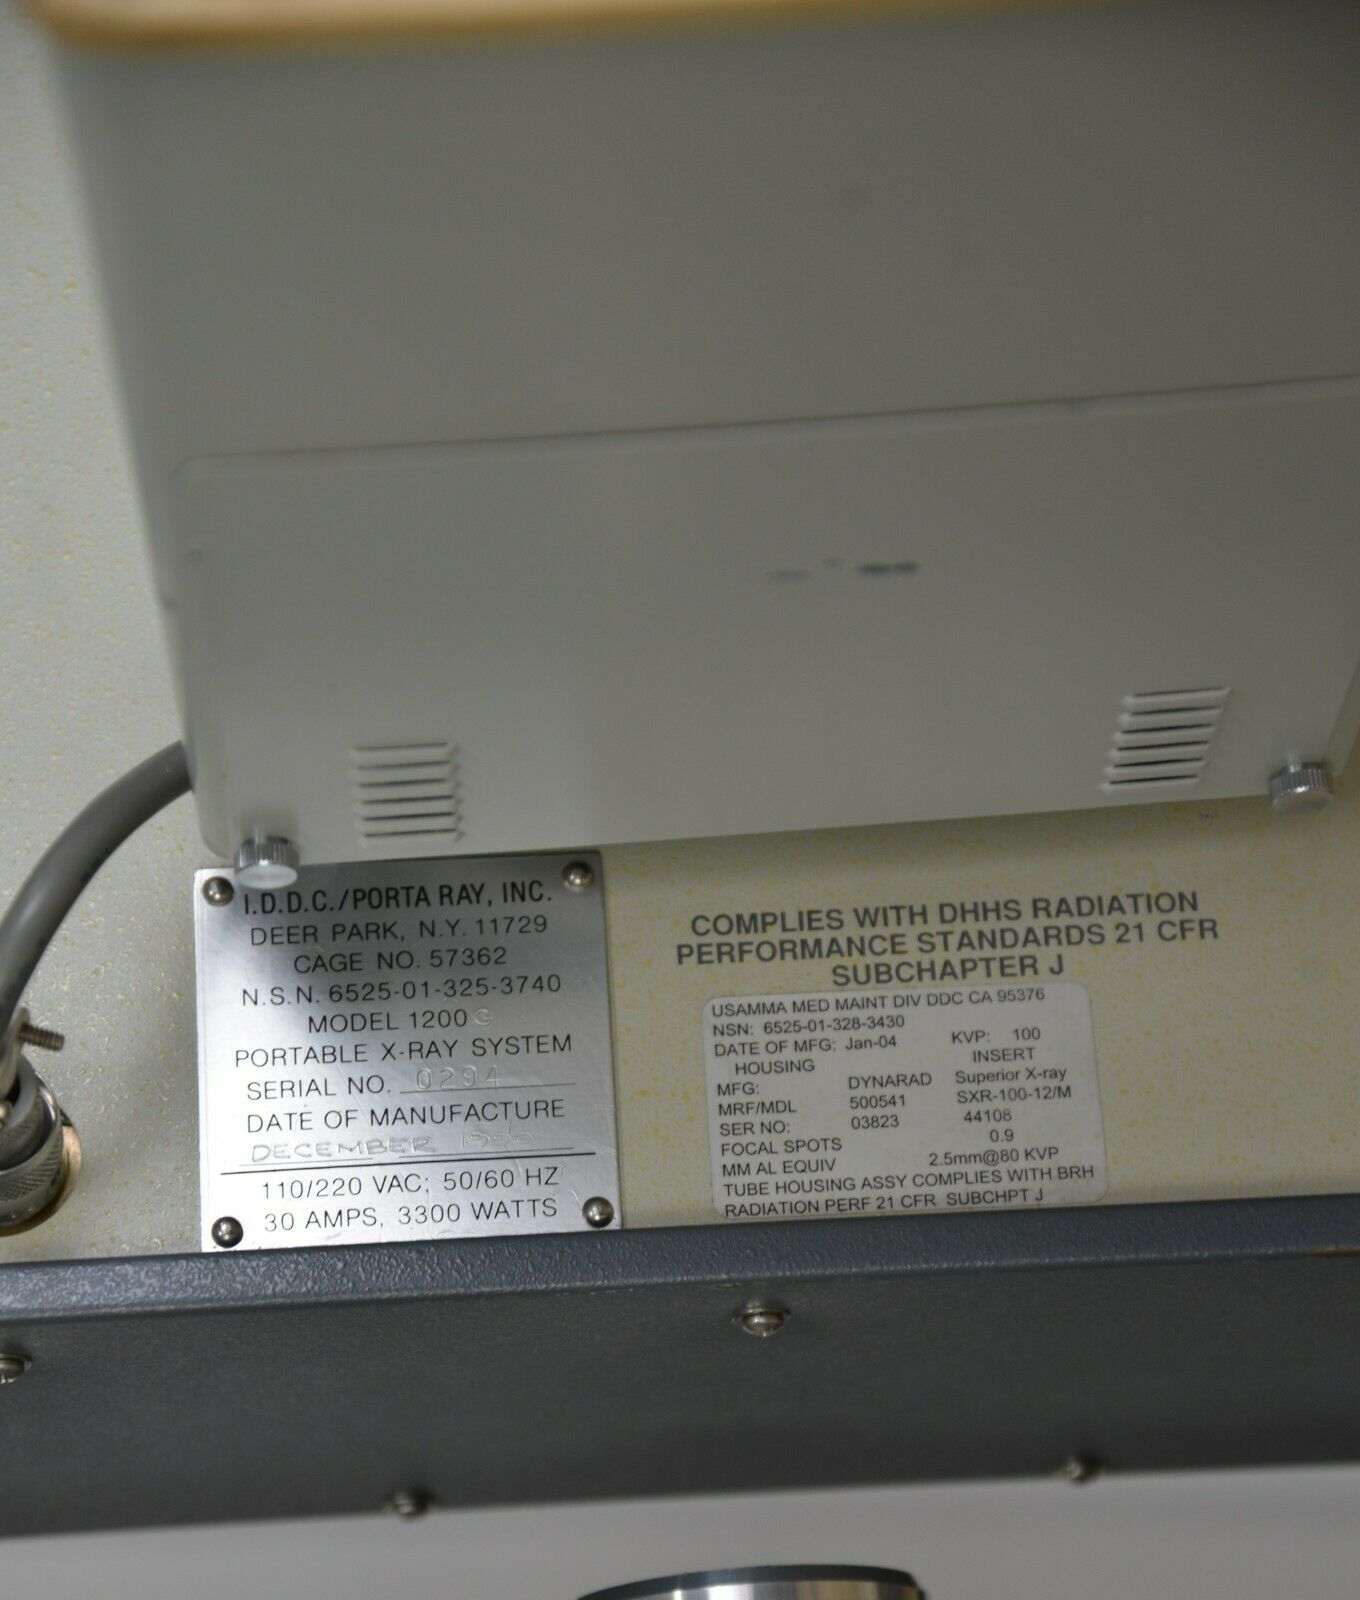 I.D.D.C./PORTA RAY, INC.
DEER PARK, N.Y. 11729
CAGE NO. 57362
N.S.N. 6525-01-325-3740
MODEL 1200 G
PORTABLE X-RAY SYSTEM
SERIAL NO. 0294
DATE OF MANUFACTURE
DECEMBER
110/220 VAC; 50/60 HZ
30 AMPS, 3300 WATTS
COMPLIES WITH DHHS RADIATION
PERFORMANCE STANDARDS 21 CFR
SUBCHAPTER J
USAMMA MED MAINT DIV DDC CA 95376
NSN: 6525-01-328-3430
DATE OF MFG: Jan-04 KVP: 100
HOUSING INSERT
MFG: DYNARAD Superior X-ray
MRF/MDL 500541 SXR-100-12/M
SER NO: 03823 44108
FOCAL SPOTS 0.9
MM AL EQUIV 2.5mm@80 KVP
TUBE HOUSING ASSY COMPLIES WITH BRH
RADIATION PERF 21 CFR SUBCHPT J